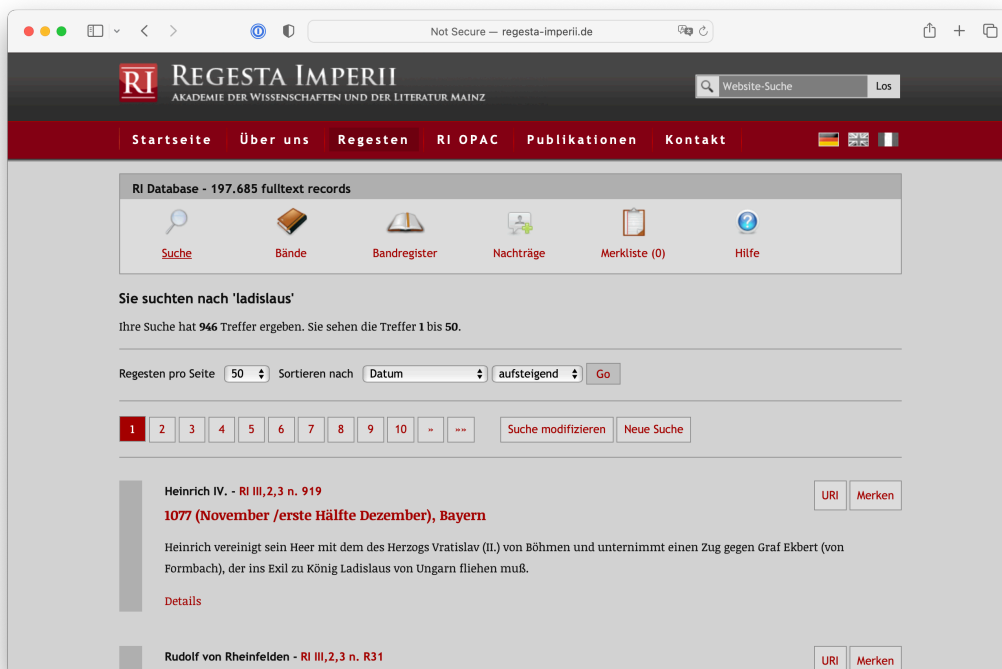 Not Secure — regesta-imperii.de
RI REGESTA IMPERII
AKADEMIE DER WISSENSCHAFTEN UND DER LITERATUR MAINZ
Website-Suche Los
Startseite Über uns Regesten RI OPAC Publikationen Kontakt
RI Database - 197.685 fulltext records
Suche Bände Bandregister Nachträge Merkliste (0) Hilfe
Sie suchten nach 'ladislaus'
Ihre Suche hat 946 Treffer ergeben. Sie sehen die Treffer 1 bis 50.
Regesten pro Seite 50 Sortieren nach Datum aufsteigend Go
1 2 3 4 5 6 7 8 9 10 » »» Suche modifizieren Neue Suche
Heinrich IV. - RI III,2,3 n. 919 URI Merken
1077 (November /erste Hälfte Dezember), Bayern
Heinrich vereinigt sein Heer mit dem des Herzogs Vratislav (II.) von Böhmen und unternimmt einen Zug gegen Graf Ekbert (von
Formbach), der ins Exil zu König Ladislaus von Ungarn fliehen muß.
Details
Rudolf von Rheinfelden - RI III,2,3 n. R31 URI Merken